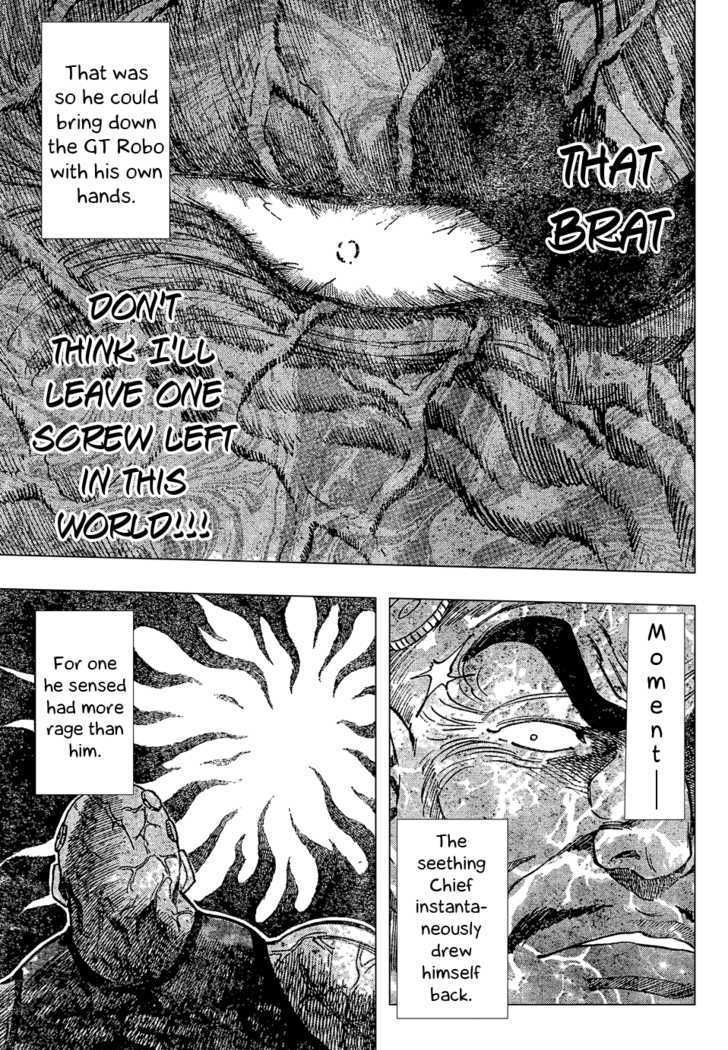 That was
so he could
bring down
the GT Robo
with his own
hands.
THAT
BRAT
DON'T
THINK I'LL
LEAVE ONE
SCREW LEFT
IN THIS
WORLD!!!
Moment—
The
seething
Chief
instanta-
neously
drew
himself
back.
For one
he sensed
had more
rage than
him.